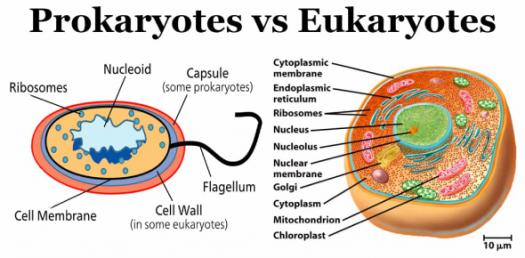 Prokaryotes vs Eukaryotes
Nucleoid
Capsule
(some prokaryotes)
Ribosomes
Flagellum
Cell Membrane
Cell Wall
(in some eukaryotes)
Cytoplasmic
membrane
Endoplasmic
reticulum
Ribosomes
Nucleus
Nucleolus
Nuclear
membrane
Golgi
Cytoplasm
Mitochondrion
Chloroplast
10 µm